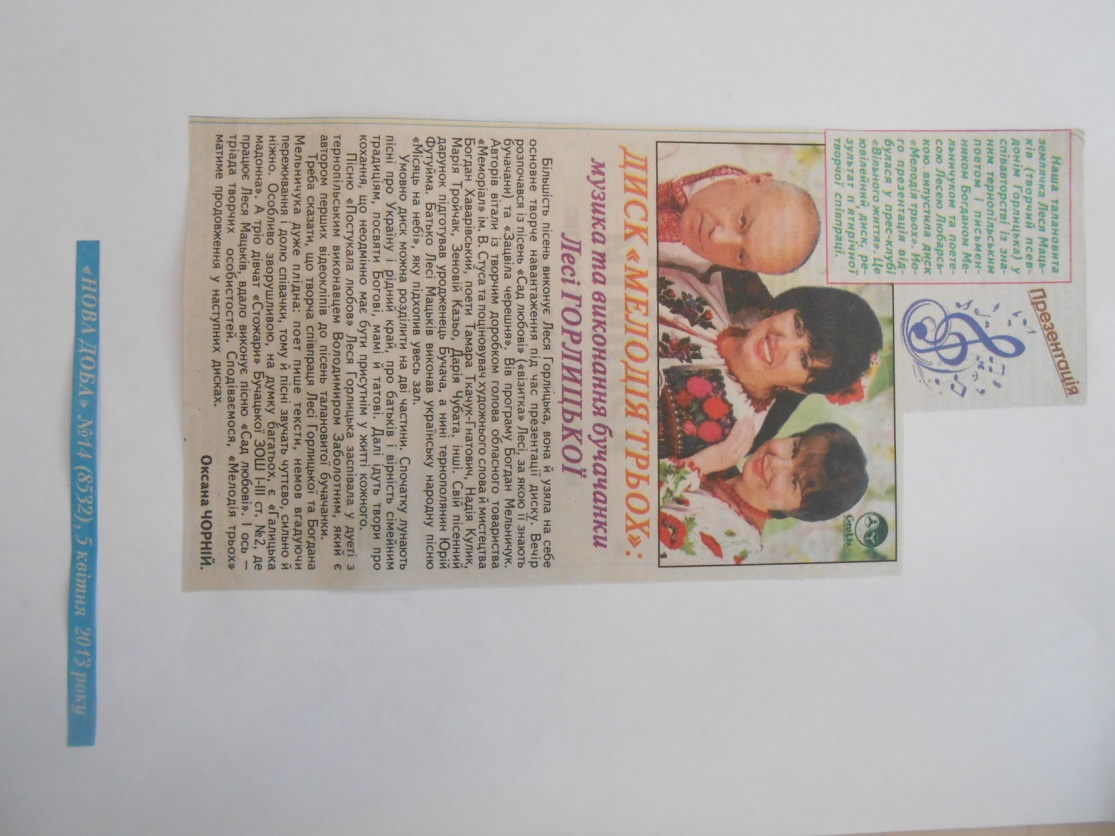 Презентація
Наша талановита
землячка Леся Маць-
ків (творчий псев-
донім Горлицька) у
співавторстві із зна-
ним тернопільським
поетом і письмен-
ником Богданом Ме-
льничуком та поете-
сою Лесею Любарсь-
кою випустила диск
«Мелодія трьох». Йо-
го презентація від-
булася у прес-клубі
«Вільного життя». Це
ювілейний диск, ре-
зультат п'ятирічної
творчої співпраці.
GreLis
ДИСК «МЕЛОДІЯ ТРЬОХ»:
музика та виконання бучачанки
Лесі ГОРЛИЦЬКОЇ
Більшість пісень виконує Леся Горлицька, вона й узяла на себе
основне творче навантаження під час презентації диску. Вечір
розпочався із пісень «Сад любові» («візитка» Лесі, за якою її знають
бучачани) та «Зацвіла черешня». Вів програму Богдан Мельничук.
Авторів вітали із творчим доробком голова обласного товариства
«Меморіал» ім. В. Стуса та поціновувач художнього слова й мистецтва
Богдан Хаварівський, поети Тамара Ткачук-Гнатович, Надія Кулик,
Марія Тройчак, Зеновій Казьо, Дарія Чубата, інші. Свій пісенний
дарунок підготував уродженець Бучача, а нині тернополянин Юрій
Футуйма. Батько Лесі Мацьків виконав українську народну пісню
«Місяць на небі», яку підхопив увесь зал.
Умовно диск можна розділити на дві частини. Спочатку лунають
пісні про Україну і рідний край, про батьків і вірність сімейним
традиціям, посвяти Богові, мамі й татові. Далі ідуть твори про
кохання, що неодмінно має бути присутнім у житті кожного.
Пісню «Постукала любов» Леся Горлицька заспівала у дуеті з
тернопільським виконавцем Володимиром Заболотним, який є
автором перших відеокліпів до пісень талановитої бучачанки.
Треба сказати, що творча співпраця Лесі Горлицької та Богдана
Мельничука дуже плідна: поет пише тексти, немов вгадуючи
переживання і долю співачки, тому й пісні звучать чуттєво, сильно й
ніжно. Особливо зворушливою, на думку багатьох, є «Галицька
мадонна». А тріо дівчат «Стожари» Бучацької ЗОШ І-ІІІ ст. №2, де
працює Леся Мацьків, вдало виконує пісню «Сад любові». І ось –
тріада творчих особистостей. Сподіваємося, «Мелодія трьох»
матиме продовження у наступних дисках.
Оксана ЧОРНІЙ.
«НОВА ДОБА» №14 (8532), 5 квітня 2013 року